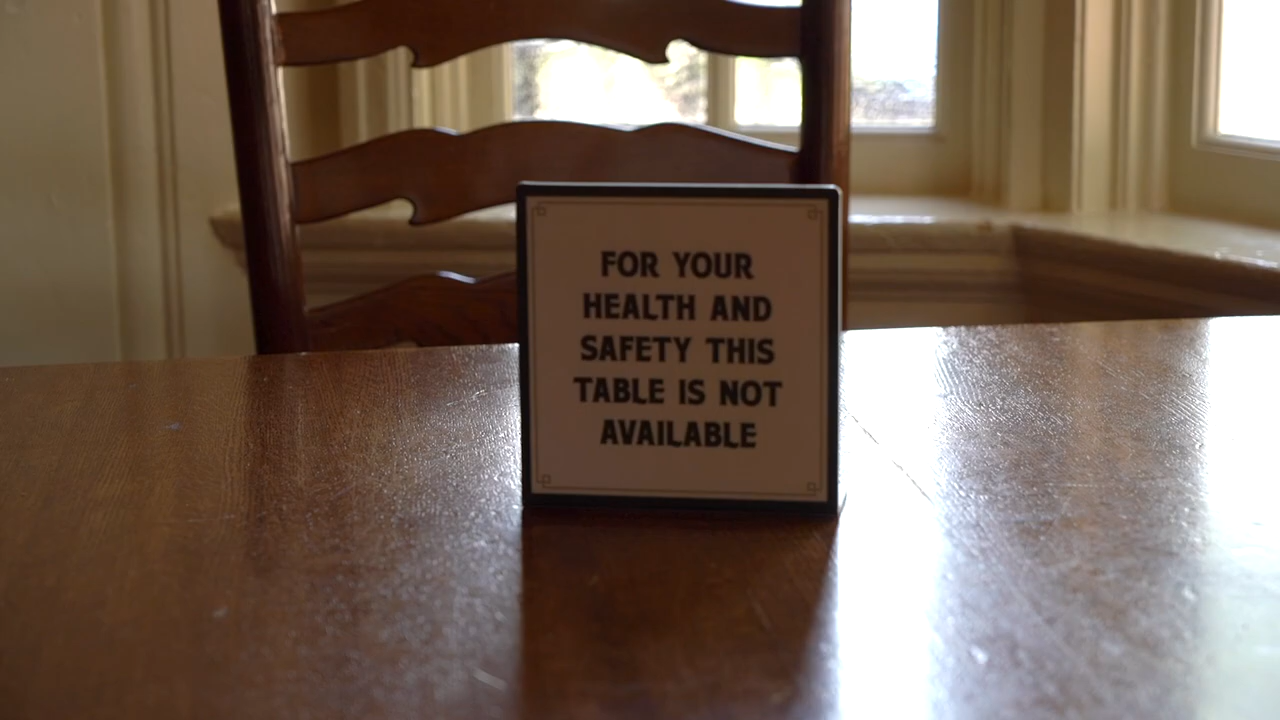 FOR YOUR
HEALTH AND
SAFETY THIS
TABLE IS NOT
AVAILABLE